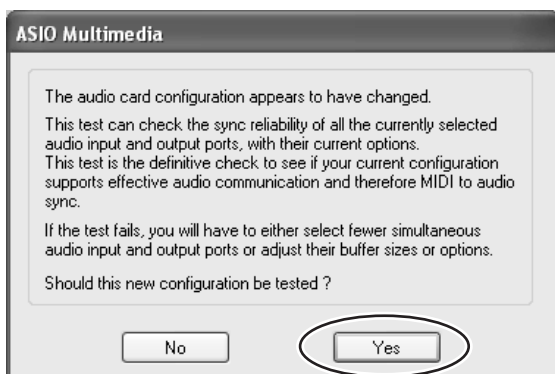 ASIO Multimedia
The audio card configuration appears to have changed.
This test can check the sync reliability of all the currently selected
audio input and output ports, with their current options.
This test is the definitive check to see if your current configuration
supports effective audio communication and therefore MIDI to audio
sync.
If the test fails, you will have to either select fewer simultaneous
audio input and output ports or adjust their buffer sizes or options.
Should this new configuration be tested ?
No
Yes